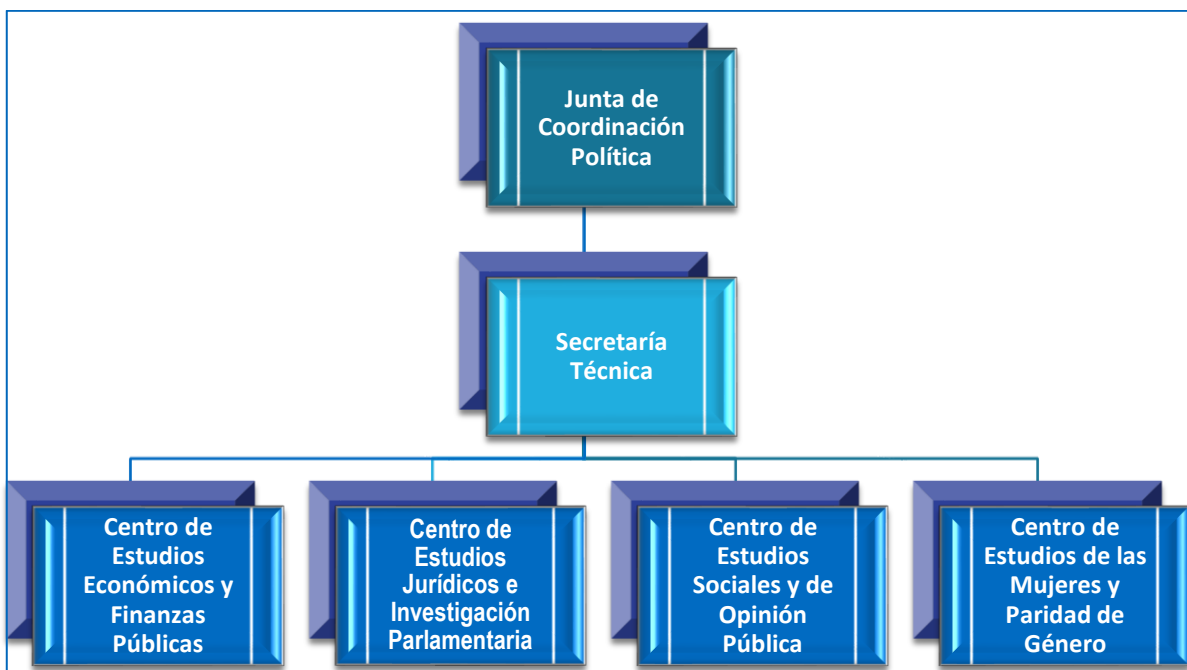 Junta de
Coordinación
Política
Secretaría
Técnica
Centro de
Estudios
Económicos y
Finanzas
Públicas
Centro de
Estudios
Jurídicos e
Investigación
Parlamentaria
Centro de
Estudios
Sociales y de
Opinión
Pública
Centro de
Estudios de las
Mujeres y
Paridad de
Género